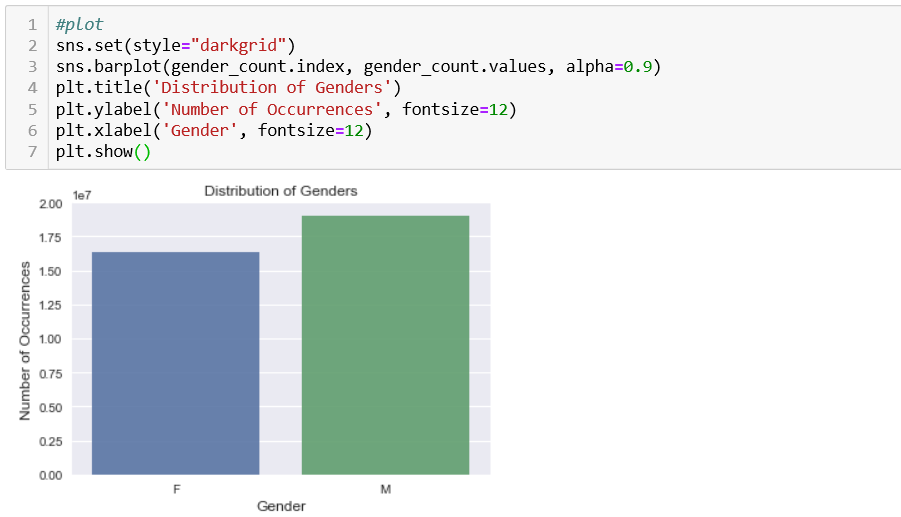 1 #plot
2 sns.set(style="darkgrid")
3 sns.barplot(gender_count.index, gender_count.values, alpha=0.9)
4 plt.title('Distribution of Genders')
5 plt.ylabel('Number of Occurrences', fontsize=12)
6 plt.xlabel('Gender', fontsize=12)
7 plt.show()
1e7
Distribution of Genders
2.00
1.75
1.50
1.25
1.00
0.75
0.50
0.25
0.00
Number of Occurrences
F M
Gender